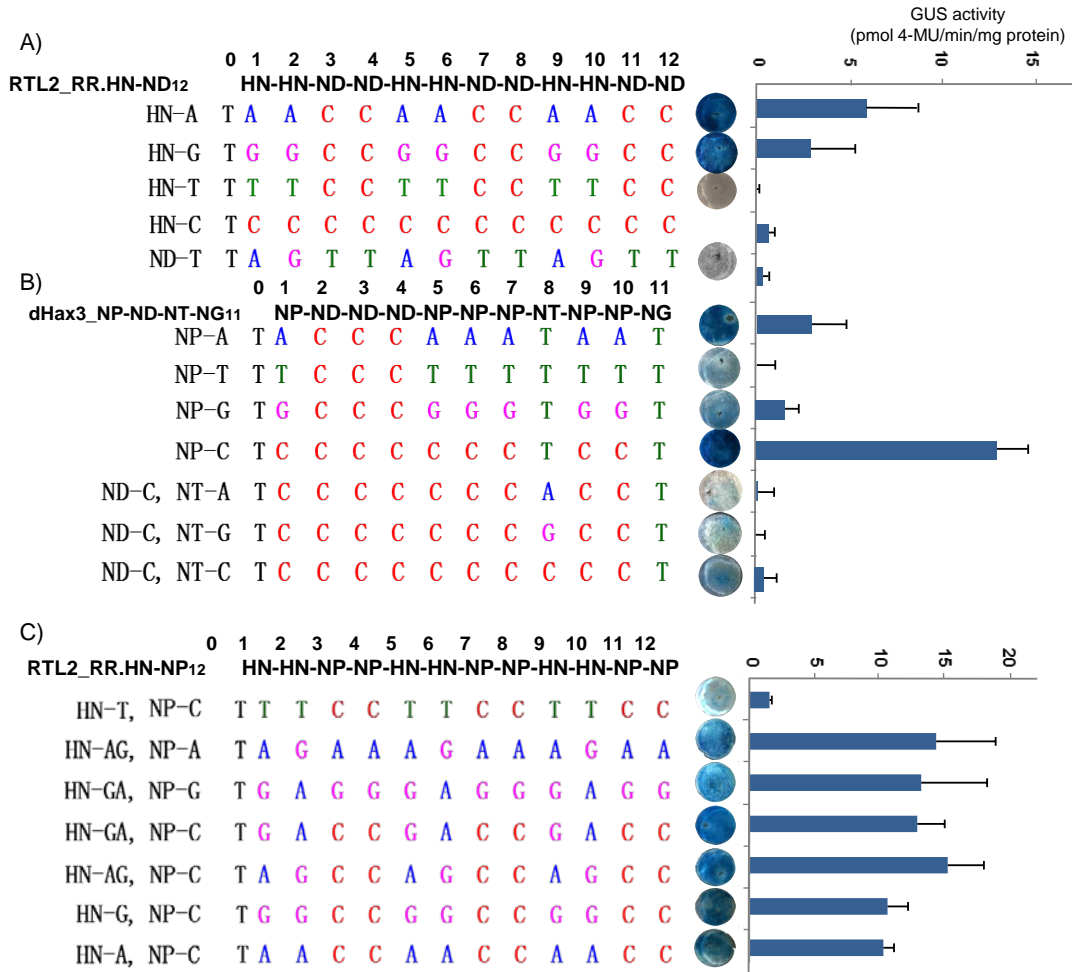 GUS activity
(pmol 4-MU/min/mg protein)
A)
0 1 2 3 4 5 6 7 8 9 10 11 12
0 5 10 15
RTL2_RR.HN-ND12 HN-HN-ND-ND-HN-HN-ND-ND-HN-HN-ND-ND
HN-A T A A C C A A C C A A C C
HN-G T G G C C G G C C G G C C
HN-T T T T C C T T C C T T C C
HN-C T C C C C C C C C C C C C
ND-T T A G T T A G T T A G T T
B)
0 1 2 3 4 5 6 7 8 9 10 11
dHax3_NP-ND-NT-NG11 NP-ND-ND-ND-NP-NP-NP-NT-NP-NP-NG
NP-A T A C C C A A A T A A T
NP-T T T C C C T T T T T T T
NP-G T G C C C G G G T G G T
NP-C T C C C C C C C T C C T
ND-C, NT-A T C C C C C C C A C C T
ND-C, NT-G T C C C C C C C G C C T
ND-C, NT-C T C C C C C C C C C C T
C)
0 1 2 3 4 5 6 7 8 9 10 11 12
RTL2_RR.HN-NP12 HN-HN-NP-NP-HN-HN-NP-NP-HN-HN-NP-NP
0 5 10 15 20
HN-T, NP-C T T T C C T T C C T T C C
HN-AG, NP-A T A G A A A G A A A G A A
HN-GA, NP-G T G A G G G A G G G A G G
HN-GA, NP-C T G A C C G A C C G A C C
HN-AG, NP-C T A G C C A G C C A G C C
HN-G, NP-C T G G C C G G C C G G C C
HN-A, NP-C T A A C C A A C C A A C C